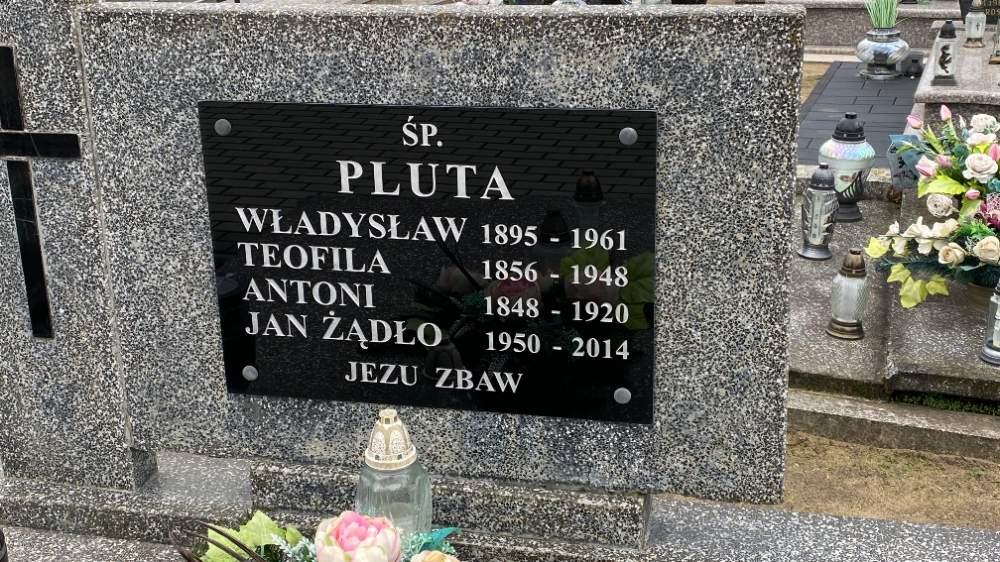 ŚP.
PLUTA
WŁADYSŁAW 1895 - 1961
TEOFILA 1856 - 1948
ANTONI 1848 - 1920
JAN ŻĄDŁO 1950 - 2014
JEZU ZBAW